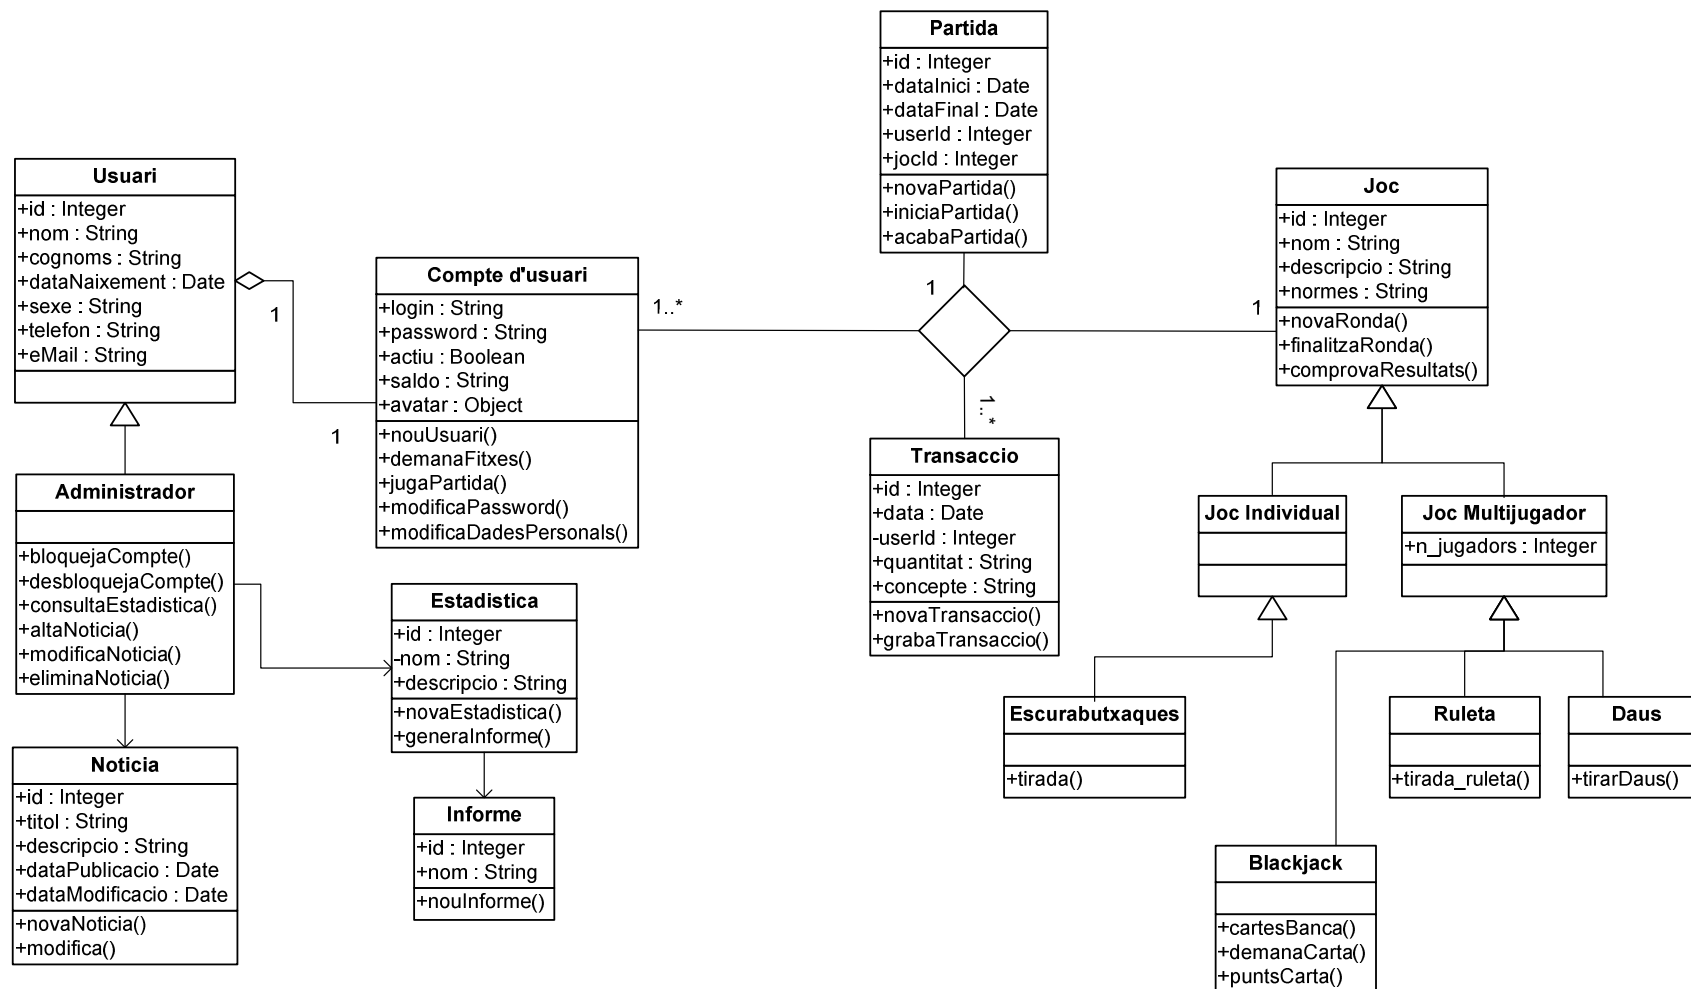 Partida
+id : Integer
+dataInici : Date
+dataFinal : Date
+userId : Integer
+jocId : Integer
+novaPartida()
+iniciaPartida()
+acabaPartida()
Usuari
+id : Integer
+nom : String
+cognoms : String
+dataNaixement : Date
+sexe : String
+telefon : String
+eMail : String
1
1
Compte d'usuari
+login : String
+password : String
+actiu : Boolean
+saldo : String
+avatar : Object
+nouUsuari()
+demanaFitxes()
+jugaPartida()
+modificaPassword()
+modificaDadesPersonals()
1..*
1
1
1..*
Joc
+id : Integer
+nom : String
+descripcio : String
+normes : String
+novaRonda()
+finalitzaRonda()
+comprovaResultats()
Administrador
+bloquejaCompte()
+desbloquejaCompte()
+consultaEstadistica()
+altaNoticia()
+modificaNoticia()
+eliminaNoticia()
Transaccio
+id : Integer
+data : Date
-userId : Integer
+quantitat : String
+concepte : String
+novaTransaccio()
+grabaTransaccio()
Joc Individual
Joc Multijugador
+n_jugadors : Integer
Estadistica
+id : Integer
-nom : String
+descripcio : String
+novaEstadistica()
+generaInforme()
Escurabutxaques
+tirada()
Ruleta
+tirada_ruleta()
Daus
+tirarDaus()
Noticia
+id : Integer
+titol : String
+descripcio : String
+dataPublicacio : Date
+dataModificacio : Date
+novaNoticia()
+modifica()
Informe
+id : Integer
+nom : String
+nouInforme()
Blackjack
+cartesBanca()
+demanaCarta()
+puntsCarta()